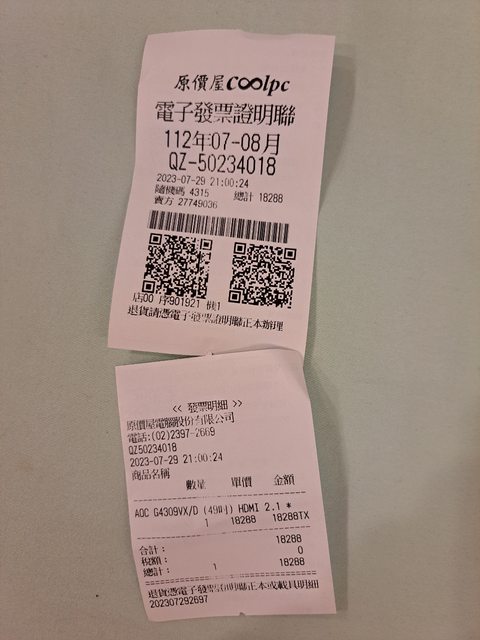 原價屋coolpc
電子發票證明聯
112年07-08月
QZ-50234018
2023-07-29 21:00:24
隨機碼 4315 總計 18288
賣方 27749036
店00 序901921 機1
退貨請憑電子發票證明聯正本辦理
<< 發票明細 >>
原價屋電腦股份有限公司
電話:(02)2397-2669
QZ50234018
2023-07-29 21:00:24
商品名稱
數量 單價 金額
AOC G4309VX/D (49吋) HDMI 2.1 *
1 18288 18288TX
合計: 18288
稅額: 0
總計: 1 18288
退貨憑電子發票證明聯正本或載具明細
202307292697